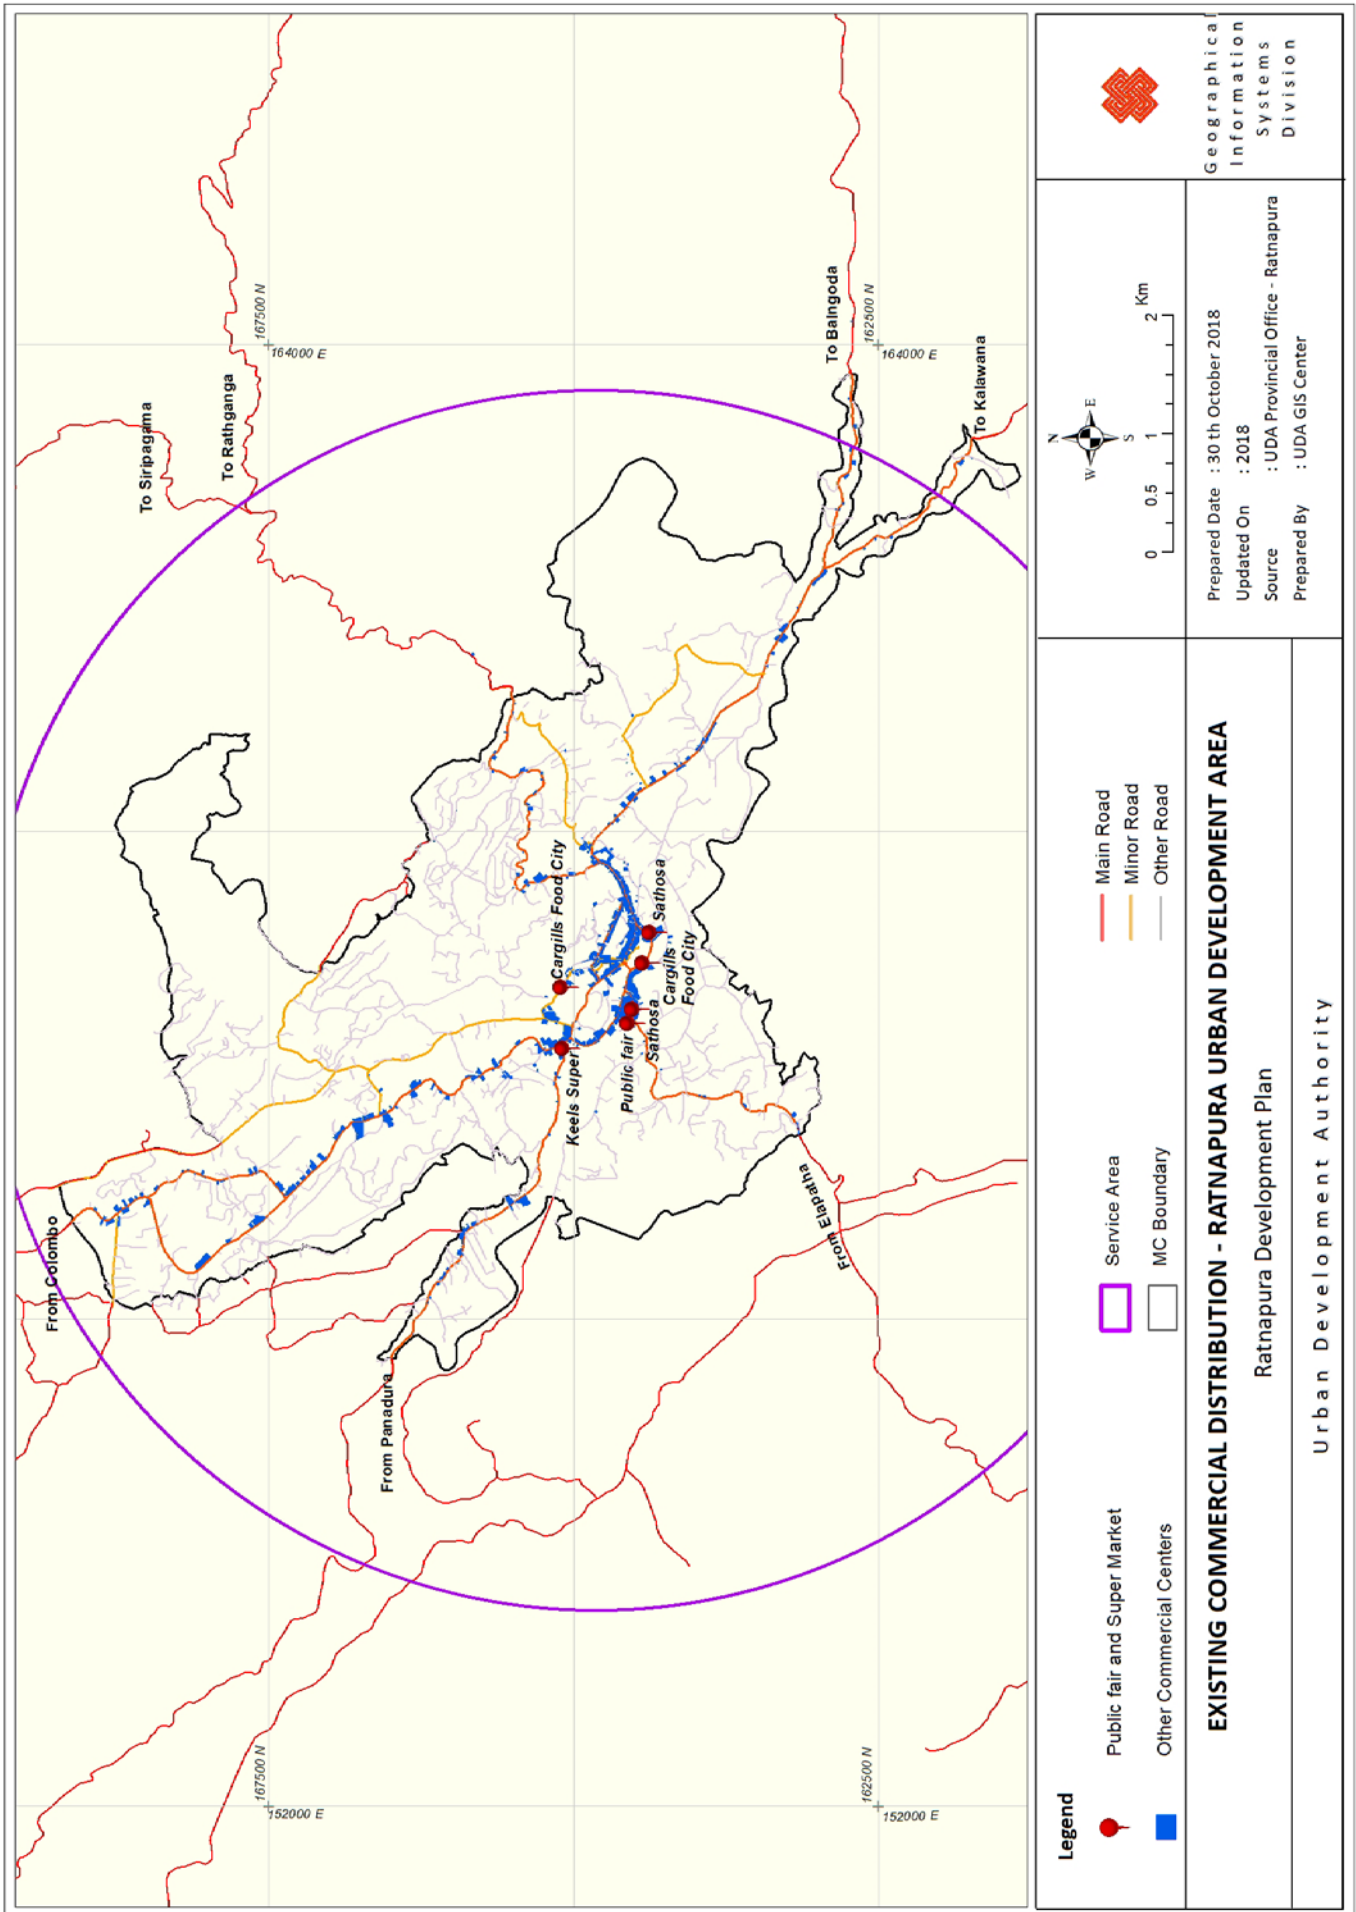 From Colombo
To Siripagama
To Rathganga
167500 N
164000 E
167500 N
152000 E
From Panadura
Cargills Food City
Keels Super
Public fair
Sathosa
Cargills
Food City
Sathosa
To Balngoda
162500 N
164000 E
To Kalawana
From Elapatha
162500 N
152000 E
Legend
Public fair and Super Market
Other Commercial Centers
Service Area
MC Boundary
Main Road
Minor Road
Other Road
N
W
E
S
0
0.5
1
2
Km
EXISTING COMMERCIAL DISTRIBUTION - RATNAPURA URBAN DEVELOPMENT AREA
Ratnapura Development Plan
Urban Development Authority
Prepared Date : 30 th October 2018
Updated On : 2018
Source : UDA Provincial Office - Ratnapura
Prepared By : UDA GIS Center
Geographical
Information
Systems
Division